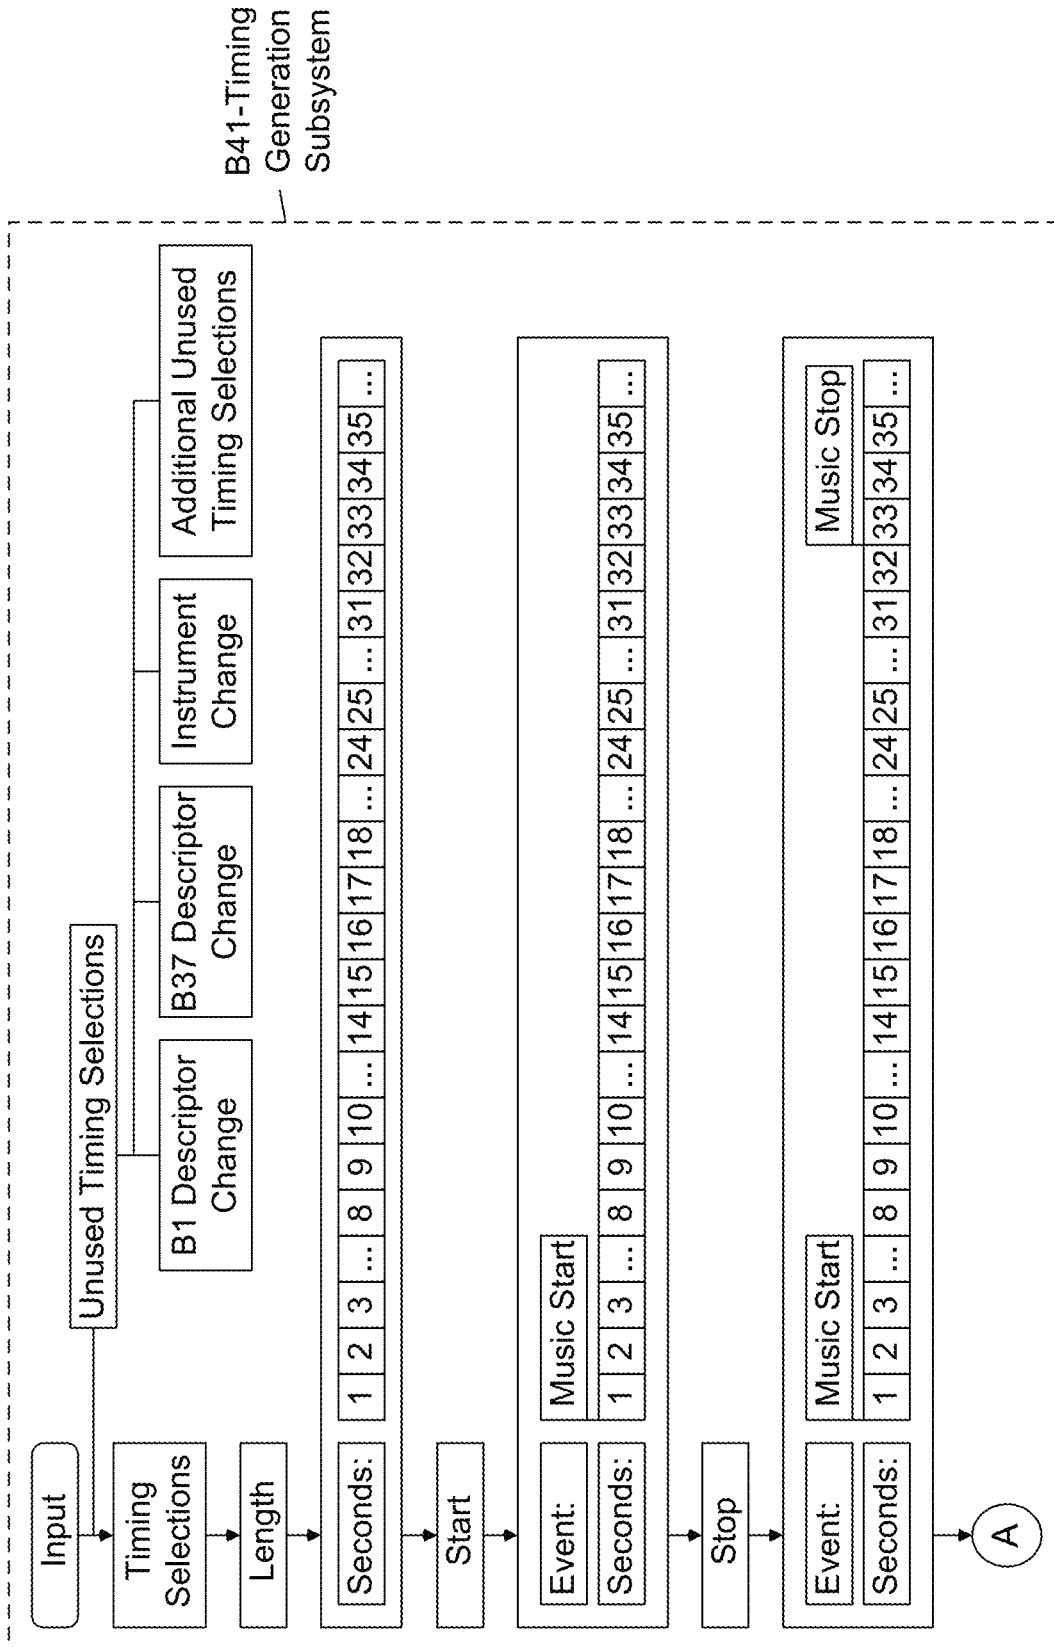 B41-Timing
Generation
Subsystem
Input
Unused Timing Selections
B1 Descriptor
Change
B37 Descriptor
Change
Instrument
Change
Additional Unused
Timing Selections
Timing
Selections
Length
Seconds: 1 2 3 ... 8 9 10 ... 14 15 16 17 18 ... 24 25 ... 31 32 33 34 35 ...
Start
Event: Music Start
Seconds: 1 2 3 ... 8 9 10 ... 14 15 16 17 18 ... 24 25 ... 31 32 33 34 35 ...
Stop
Event: Music Start Music Stop
Seconds: 1 2 3 ... 8 9 10 ... 14 15 16 17 18 ... 24 25 ... 31 32 33 34 35 ...
A